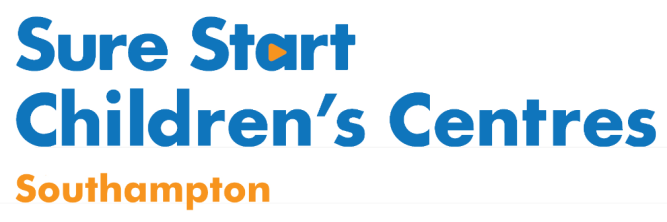 Sure Start
Children's Centres
Southampton